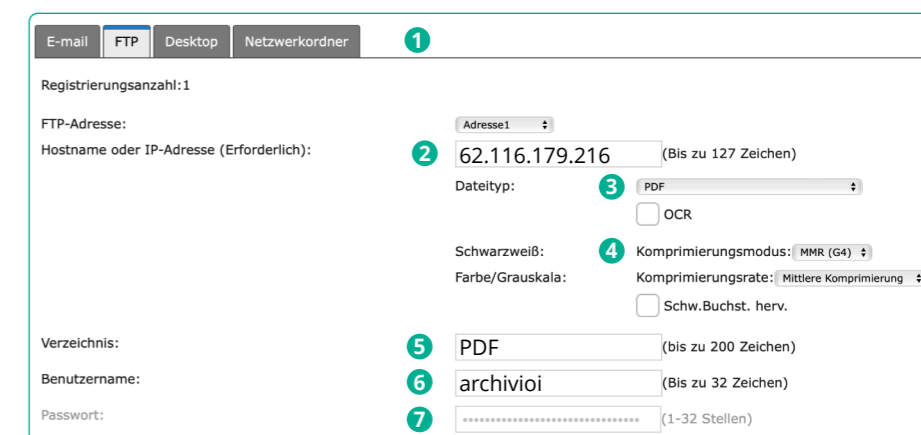 E-mail FTP Desktop Netzwerkordner 1
Registrierungsanzahl:1
FTP-Adresse: Adresse1
Hostname oder IP-Adresse (Erforderlich): 2 62.116.179.216 (Bis zu 127 Zeichen)
Dateityp: 3 PDF
OCR
Schwarzweiß: 4 Komprimierungsmodus: MMR (G4)
Farbe/Grauskala: Komprimierungsrate: Mittlere Komprimierung
Schw.Buchst. herv.
Verzeichnis: 5 PDF (bis zu 200 Zeichen)
Benutzername: 6 archivioi (Bis zu 32 Zeichen)
Passwort: 7 •••••••••••••••••••••••••••••••• (1-32 Stellen)